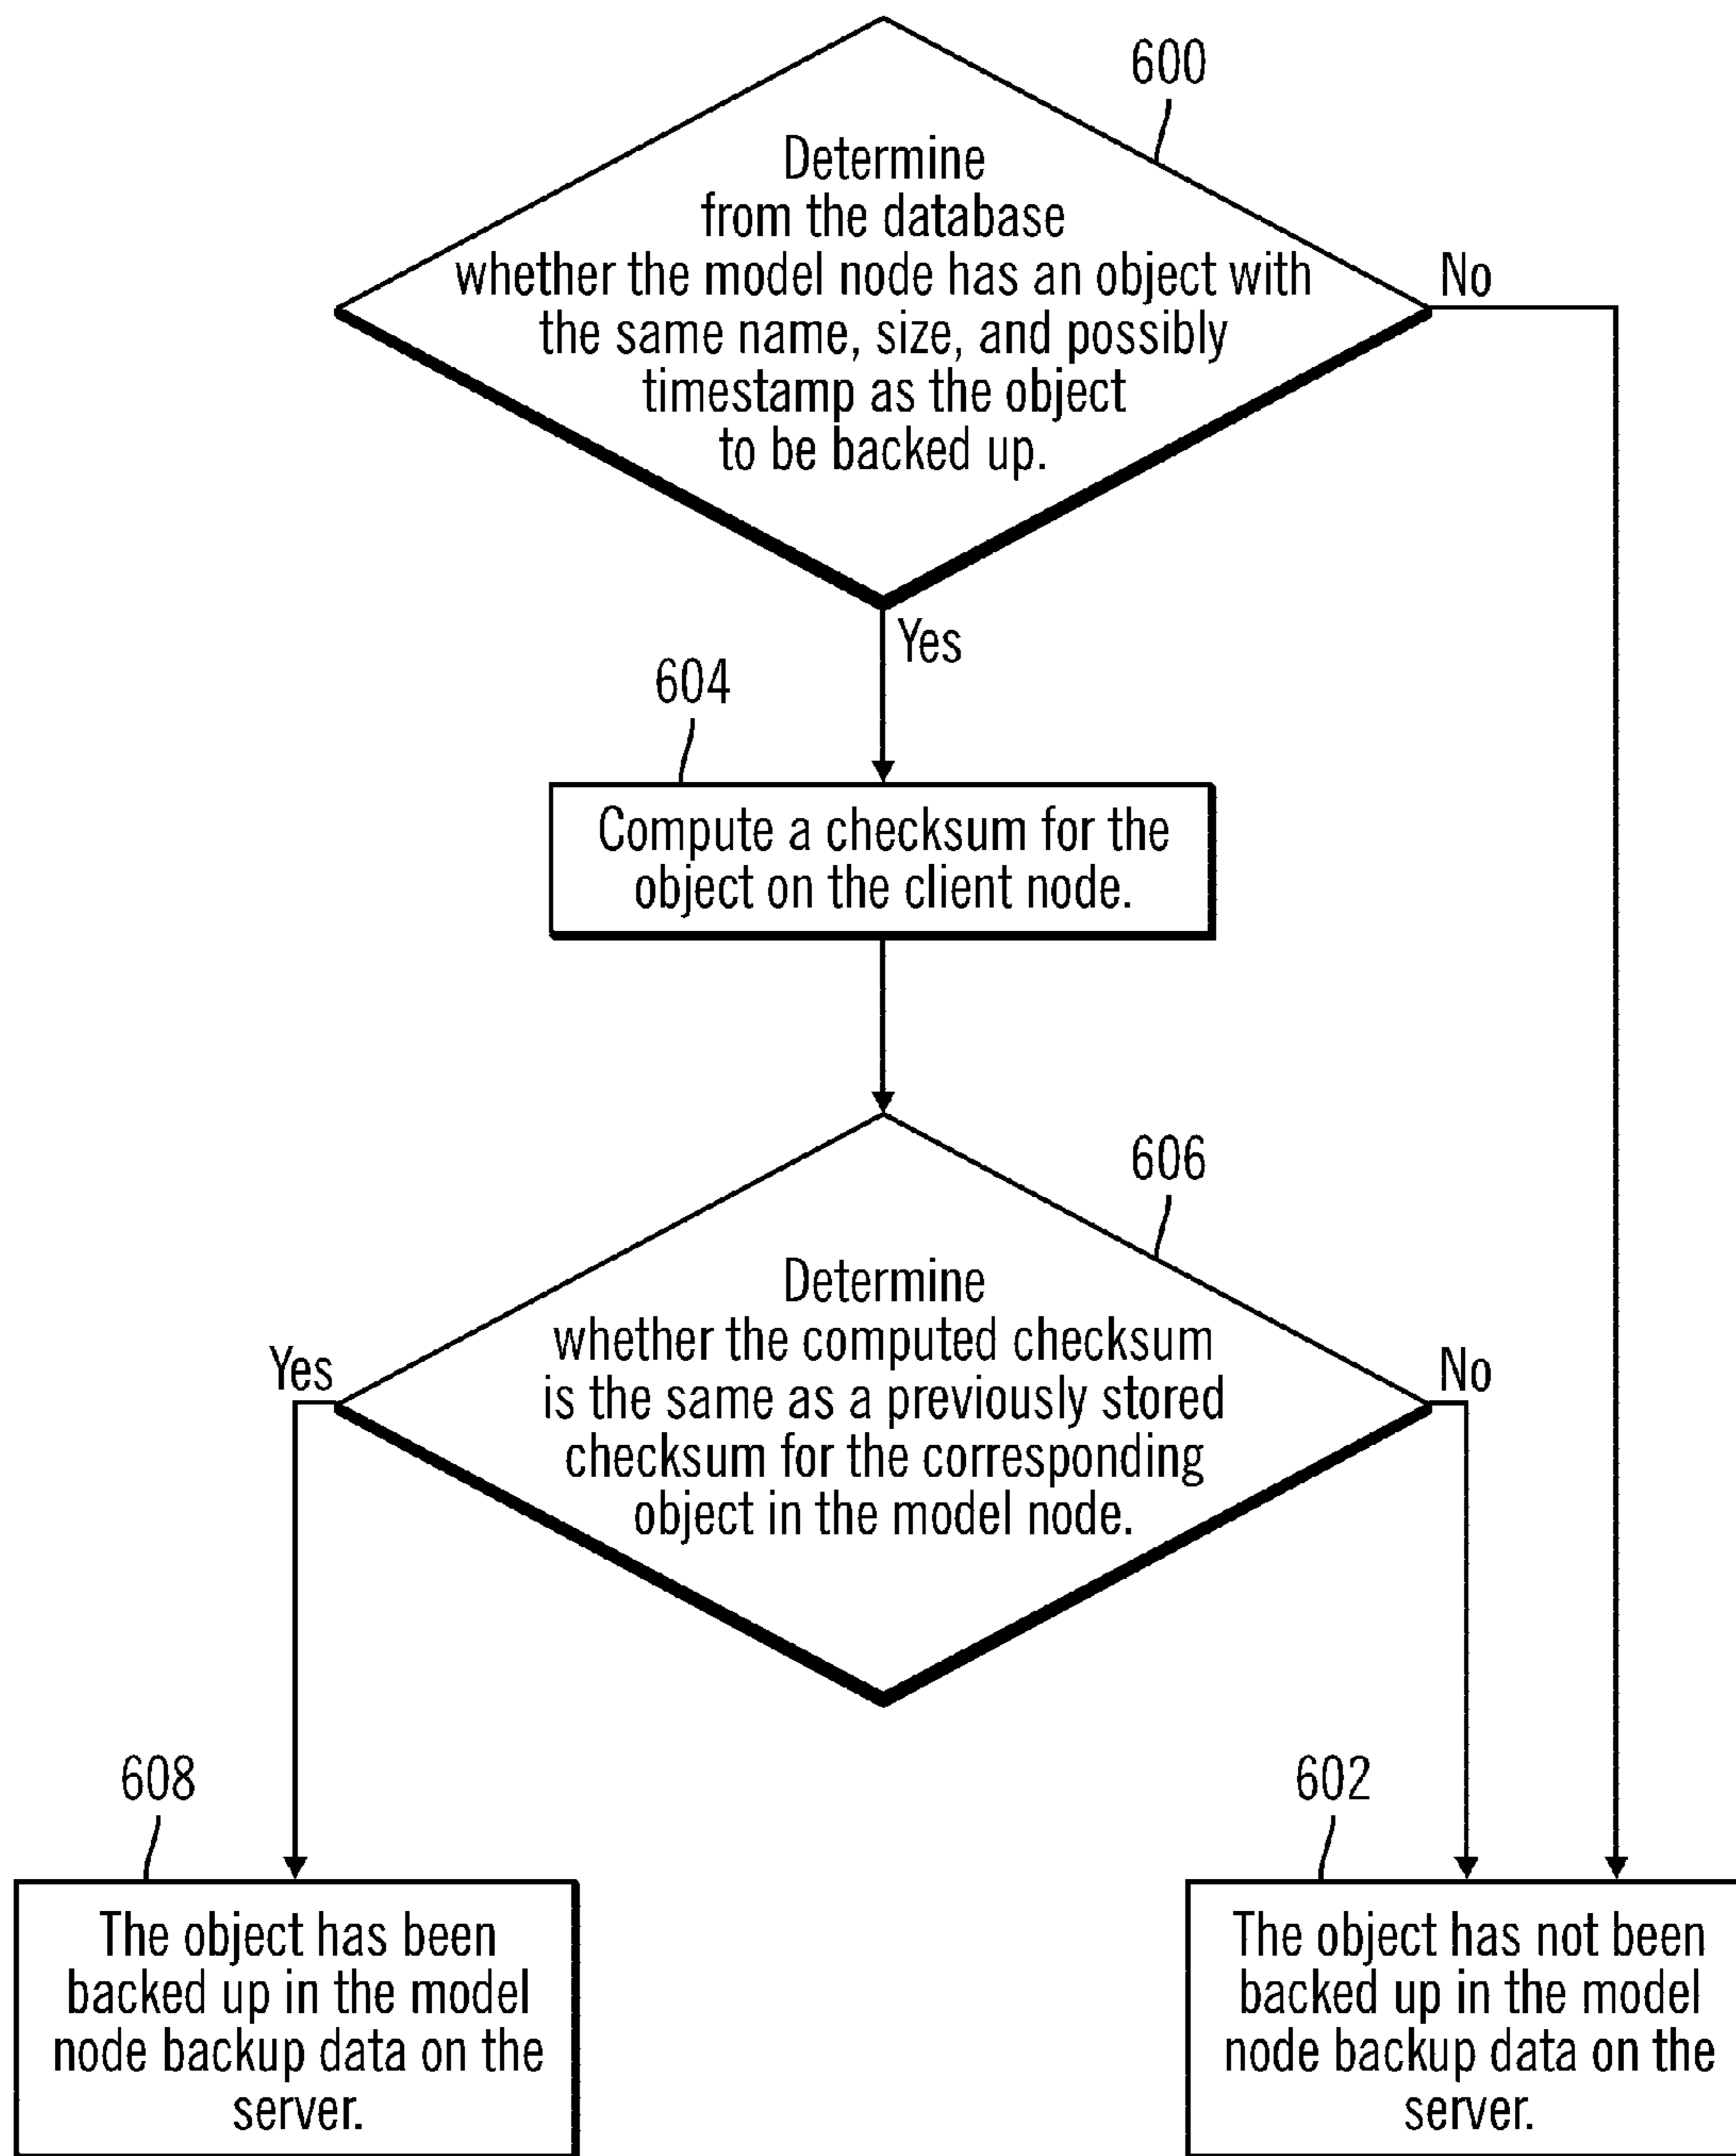 600
Determine
from the database
whether the model node has an object with
the same name, size, and possibly
timestamp as the object
to be backed up.
No
Yes
604
Compute a checksum for the
object on the client node.
606
Determine
whether the computed checksum
is the same as a previously stored
checksum for the corresponding
object in the model node.
Yes
No
608
The object has been
backed up in the model
node backup data on the
server.
602
The object has not been
backed up in the model
node backup data on the
server.